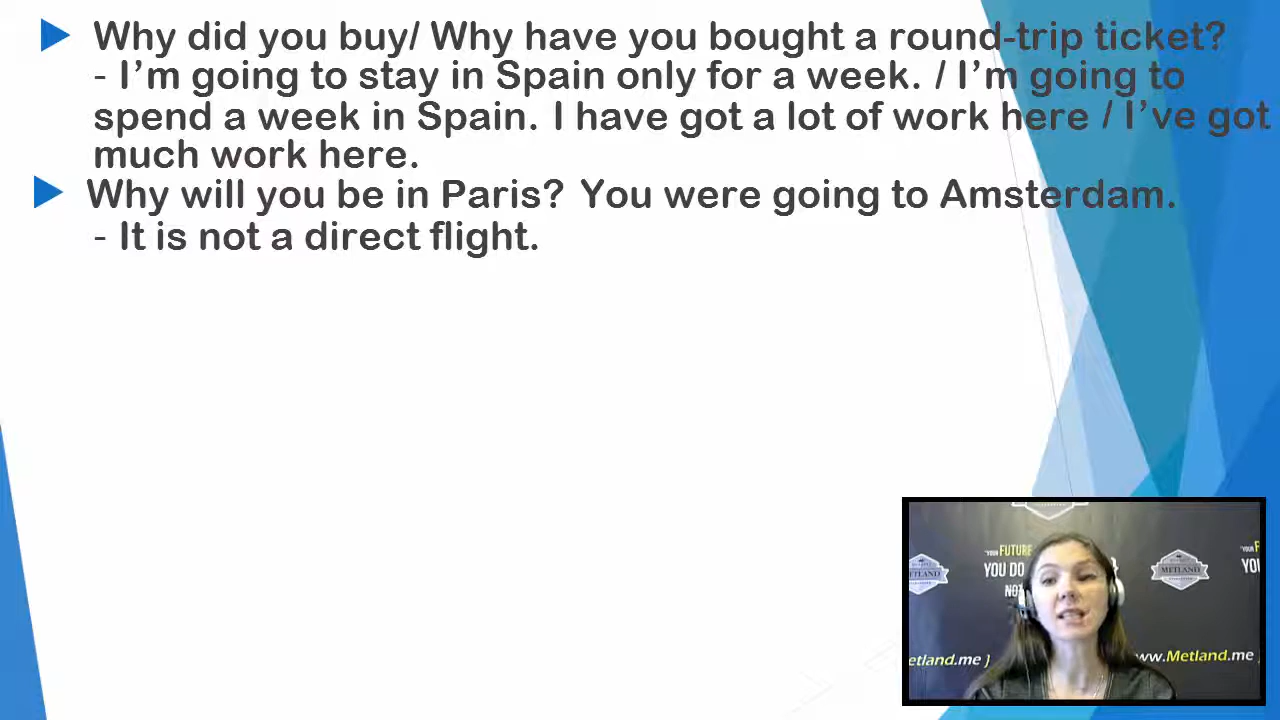 Why did you buy/ Why have you bought a round-trip ticket?
- I'm going to stay in Spain only for a week. / I'm going to
spend a week in Spain. I have got a lot of work here / I've got
much work here.
Why will you be in Paris? You were going to Amsterdam.
- It is not a direct flight.
"YOUR FUTURE
YOU DO
NOT
METLAND
METLAND
YOU
etland.me }
ww.Metland.me }